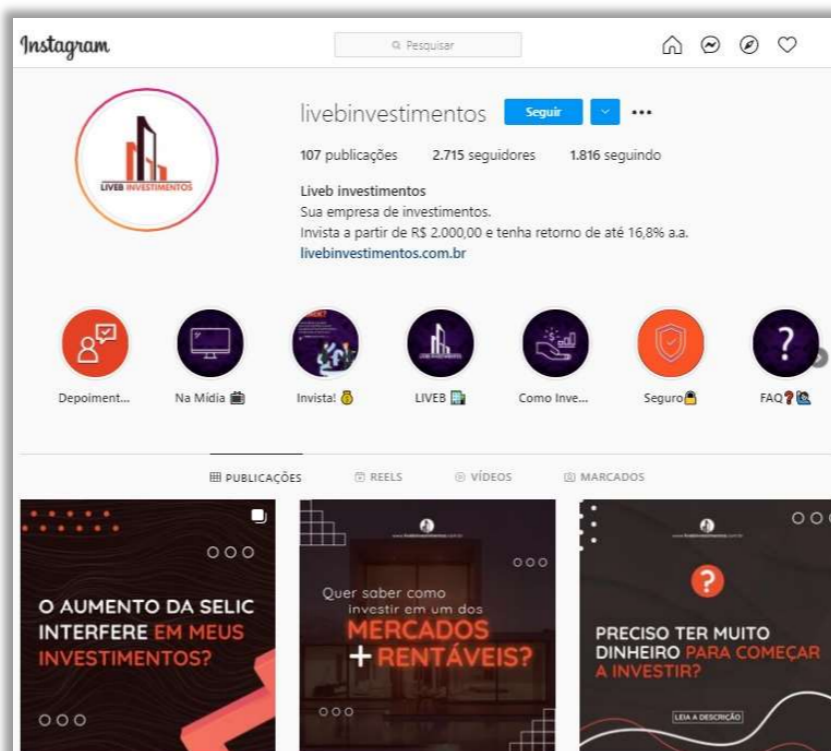 Instagram
Pesquisar
livebinvestimentos
Seguir
107 publicações 2.715 seguidores 1.816 seguindo
Liveb investimentos
Sua empresa de investimentos.
Invista a partir de R$ 2.000,00 e tenha retorno de até 16,8% a.a.
livebinvestimentos.com.br
LIVEB INVESTIMENTOS
Depoiment... Na Mídia Invista! LIVEB Como Inve... Seguro FAQ
PUBLICAÇÕES REELS VÍDEOS MARCADOS
O AUMENTO DA SELIC
INTERFERE EM MEUS
INVESTIMENTOS?
Quer saber como
investir em um dos
MERCADOS
+ RENTÁVEIS?
?
PRECISO TER MUITO
DINHEIRO PARA COMEÇAR
A INVESTIR?
LEIA A DESCRIÇÃO